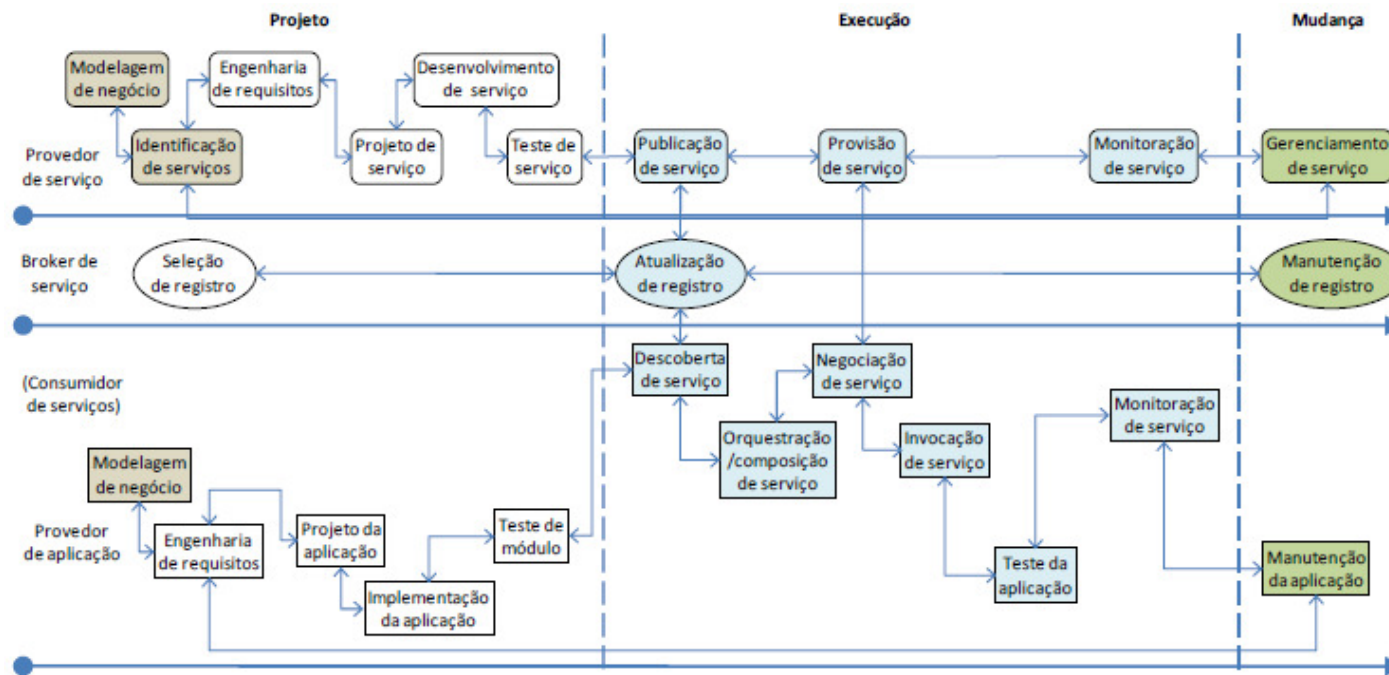 Projeto
Execução
Mudança
Modelagem
de negócio
Engenharia
de requisitos
Desenvolvimento
de serviço
Identificação
de serviços
Projeto de
serviço
Teste de
serviço
Publicação
de serviço
Provisão
de serviço
Monitoração
de serviço
Gerenciamento
de serviço
Provedor
de serviço
Broker de
serviço
Seleção
de registro
Atualização
de registro
Manutenção
de registro
(Consumidor
de serviços)
Descoberta
de serviço
Negociação
de serviço
Monitoração
de serviço
Orquestração
/composição
de serviço
Invocação
de serviço
Modelagem
de negócio
Provedor
de aplicação
Engenharia
de requisitos
Projeto da
aplicação
Teste de
módulo
Implementação
da aplicação
Teste da
aplicação
Manutenção
da aplicação